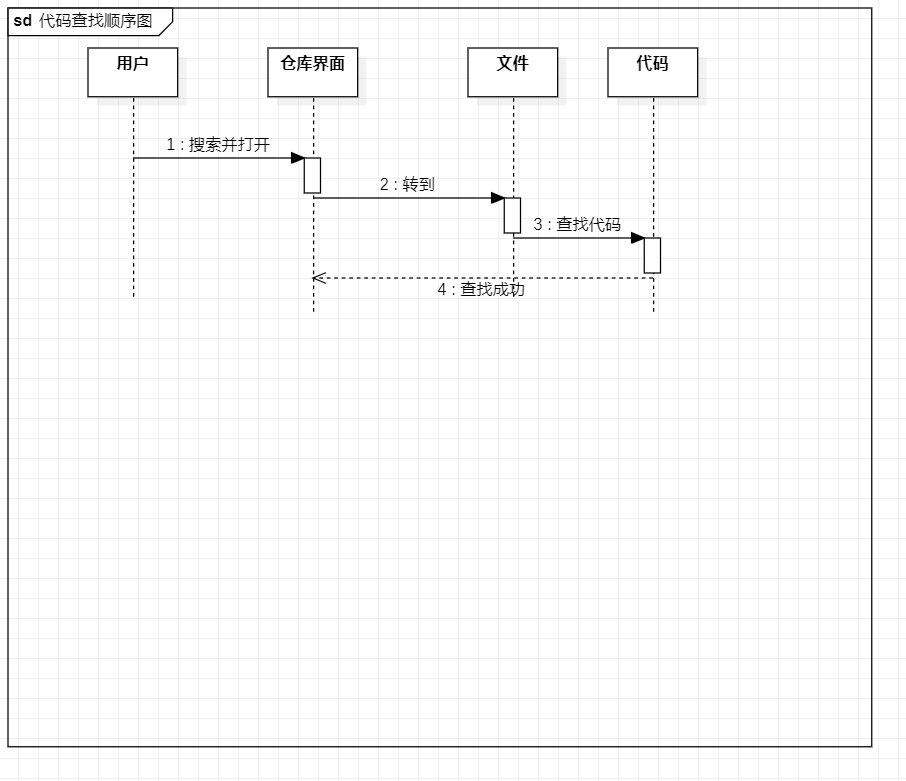 sd 代码查找顺序图
用户
仓库界面
文件
代码
1 : 搜索并打开
2 : 转到
3 : 查找代码
4 : 查找成功